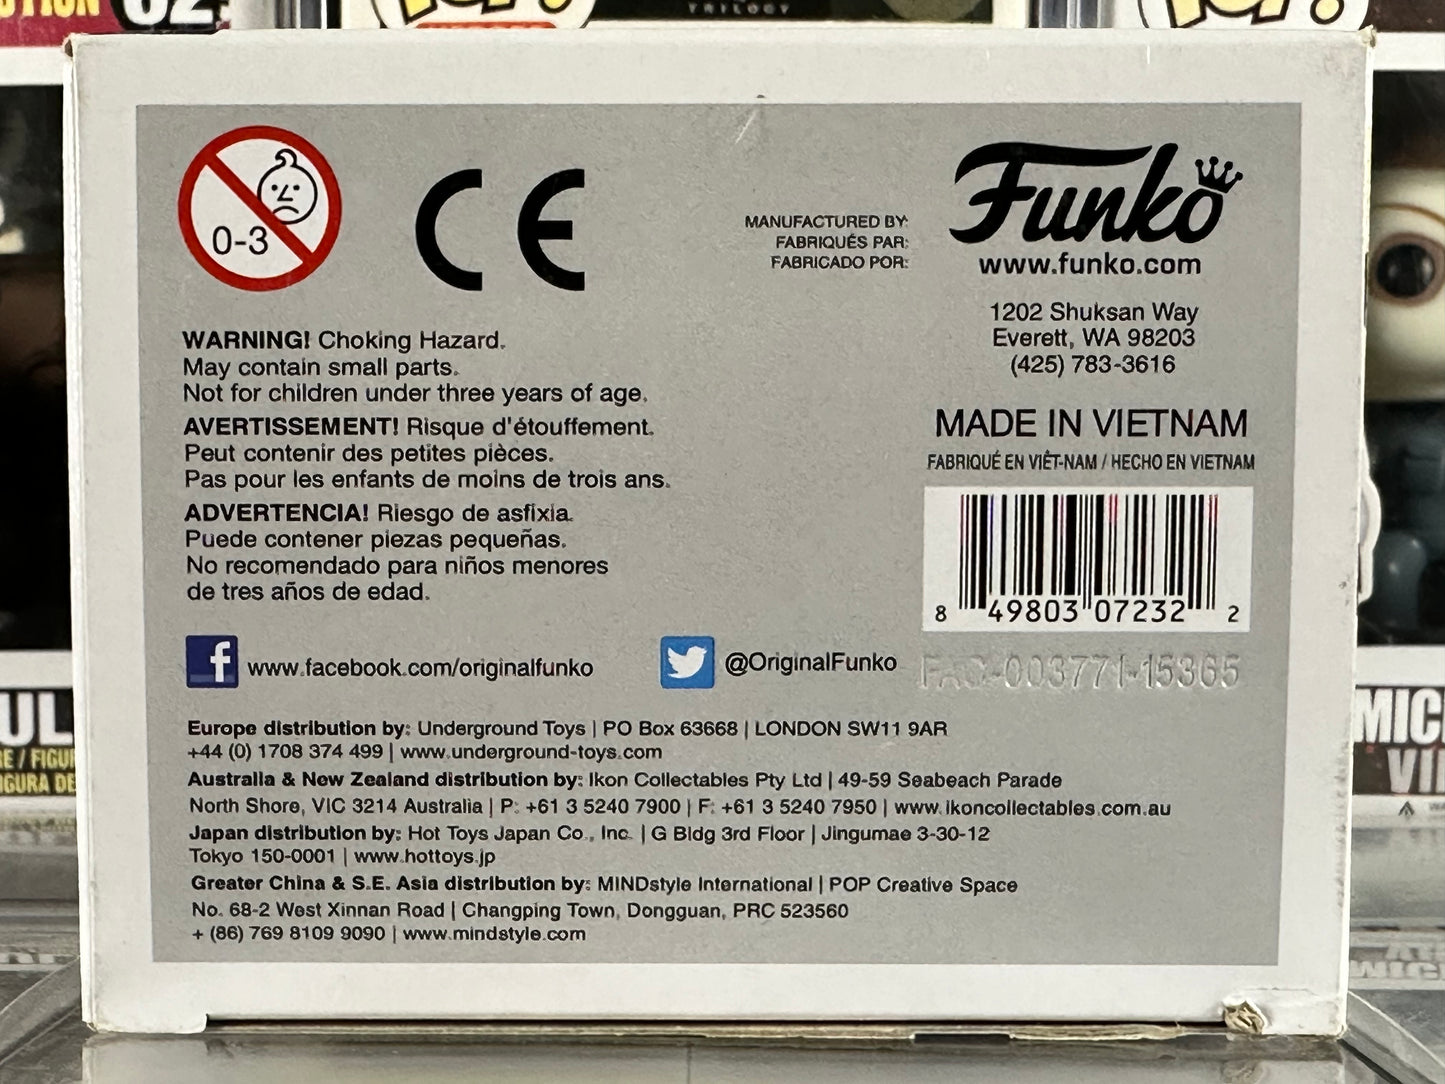 0-3
CE
MANUFACTURED BY:
FABRIQUÉS PAR:
FABRICADO POR:
Funko
www.funko.com
1202 Shuksan Way
Everett, WA 98203
(425) 783-3616
MADE IN VIETNAM
FABRIQUÉ EN VIÊT-NAM / HECHO EN VIETNAM
8 49803 07232 2
FAC-003771-15365
WARNING! Choking Hazard.
May contain small parts.
Not for children under three years of age.
AVERTISSEMENT! Risque d'étouffement.
Peut contenir des petites pièces.
Pas pour les enfants de moins de trois ans.
ADVERTENCIA! Riesgo de asfixia.
Puede contener piezas pequeñas.
No recomendado para niños menores
de tres años de edad.
f www.facebook.com/originalfunko
@OriginalFunko
Europe distribution by: Underground Toys | PO Box 63668 | LONDON SW11 9AR
+44 (0) 1708 374 499 | www.underground-toys.com
Australia & New Zealand distribution by: Ikon Collectables Pty Ltd | 49-59 Seabeach Parade
North Shore, VIC 3214 Australia | P: +61 3 5240 7900 | F: +61 3 5240 7950 | www.ikoncollectables.com.au
Japan distribution by: Hot Toys Japan Co., Inc. | G Bldg 3rd Floor | Jingumae 3-30-12
Tokyo 150-0001 | www.hottoys.jp
Greater China & S.E. Asia distribution by: MINDstyle International | POP Creative Space
No. 68-2 West Xinnan Road | Changping Town, Dongguan, PRC 523560
+ (86) 769 8109 9090 | www.mindstyle.com
TRILOGY